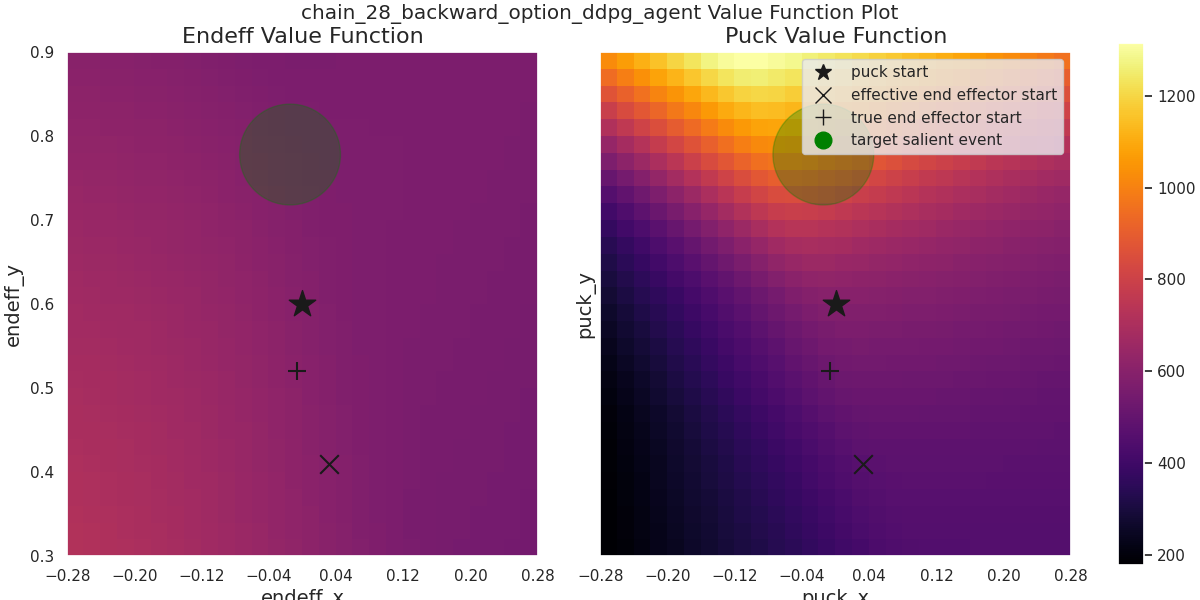 chain_28_backward_option_ddpg_agent Value Function Plot
Endeff Value Function
Puck Value Function
0.9
0.8
0.7
0.6
0.5
0.4
0.3
endeff_y
−0.28 −0.20 −0.12 −0.04 0.04 0.12 0.20 0.28
endeff_x
puck start
effective end effector start
true end effector start
target salient event
puck_y
−0.28 −0.20 −0.12 −0.04 0.04 0.12 0.20 0.28
puck_x
1200
1000
800
600
400
200